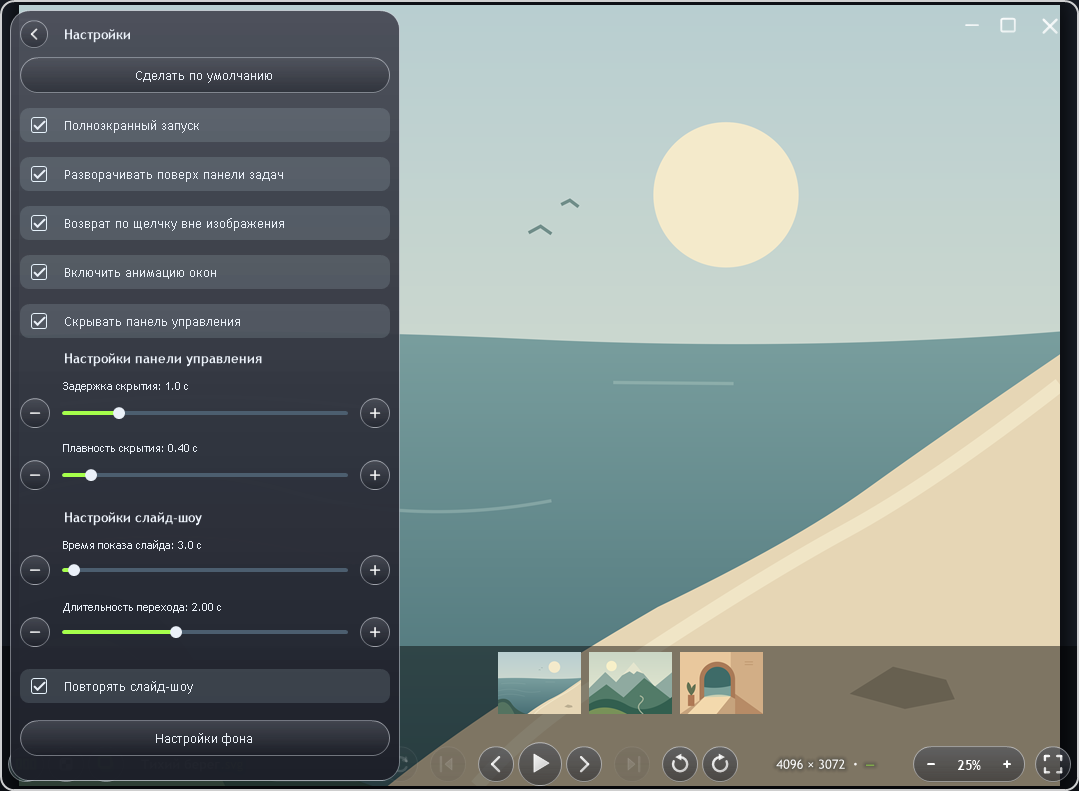 Настройки
Сделать по умолчанию
Полноэкранный запуск
Разворачивать поверх панели задач
Возврат по щелчку вне изображения
Включить анимацию окон
Скрывать панель управления
Настройки панели управления
Задержка скрытия: 1.0 с
Плавность скрытия: 0.40 с
Настройки слайд-шоу
Время показа слайда: 3.0 с
Длительность перехода: 2.00 с
Повторять слайд-шоу
Настройки фона
4096 × 3072 • —
25%